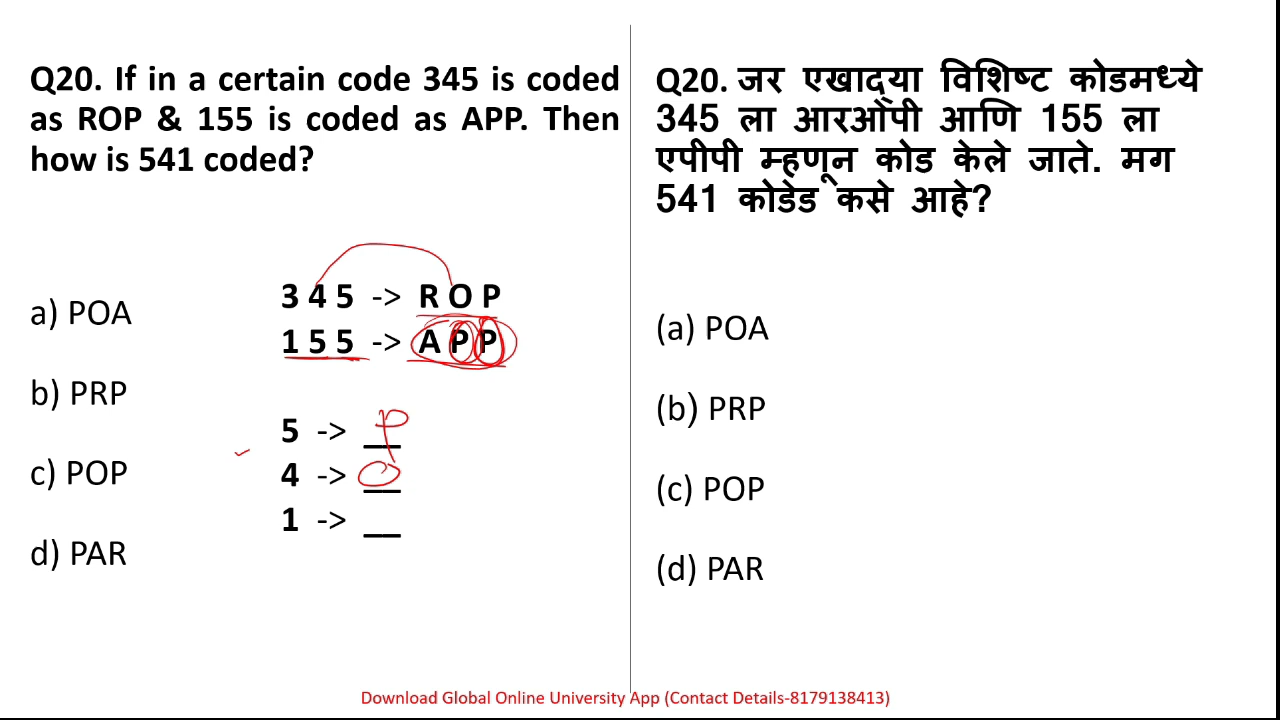 Q20. If in a certain code 345 is coded
as ROP & 155 is coded as APP. Then
how is 541 coded?
3 4 5 -> R O P
1 5 5 -> A P P
a) POA
b) PRP
c) POP
d) PAR
5 -> P
4 -> O
1 -> __
Q20. जर एखाद्या विशिष्ट कोडमध्ये
345 ला आरओपी आणि 155 ला
एपीपी म्हणून कोड केले जाते. मग
541 कोडेड कसे आहे?
(a) POA
(b) PRP
(c) POP
(d) PAR
Download Global Online University App (Contact Details-8179138413)